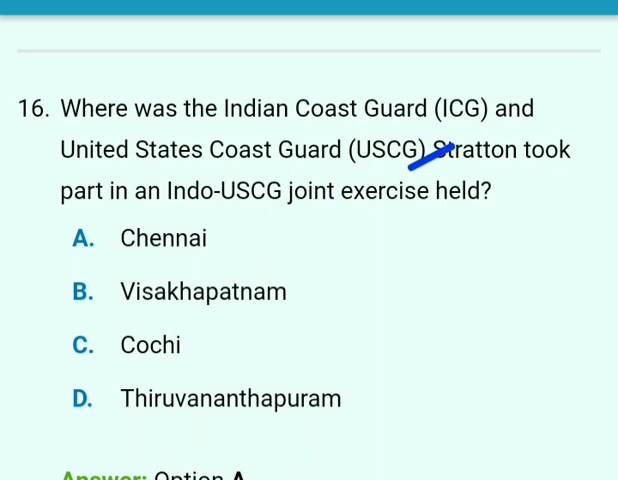 16. Where was the Indian Coast Guard (ICG) and
United States Coast Guard (USCG) Stratton took
part in an Indo-USCG joint exercise held?
A. Chennai
B. Visakhapatnam
C. Cochi
D. Thiruvananthapuram
Answer: Option A